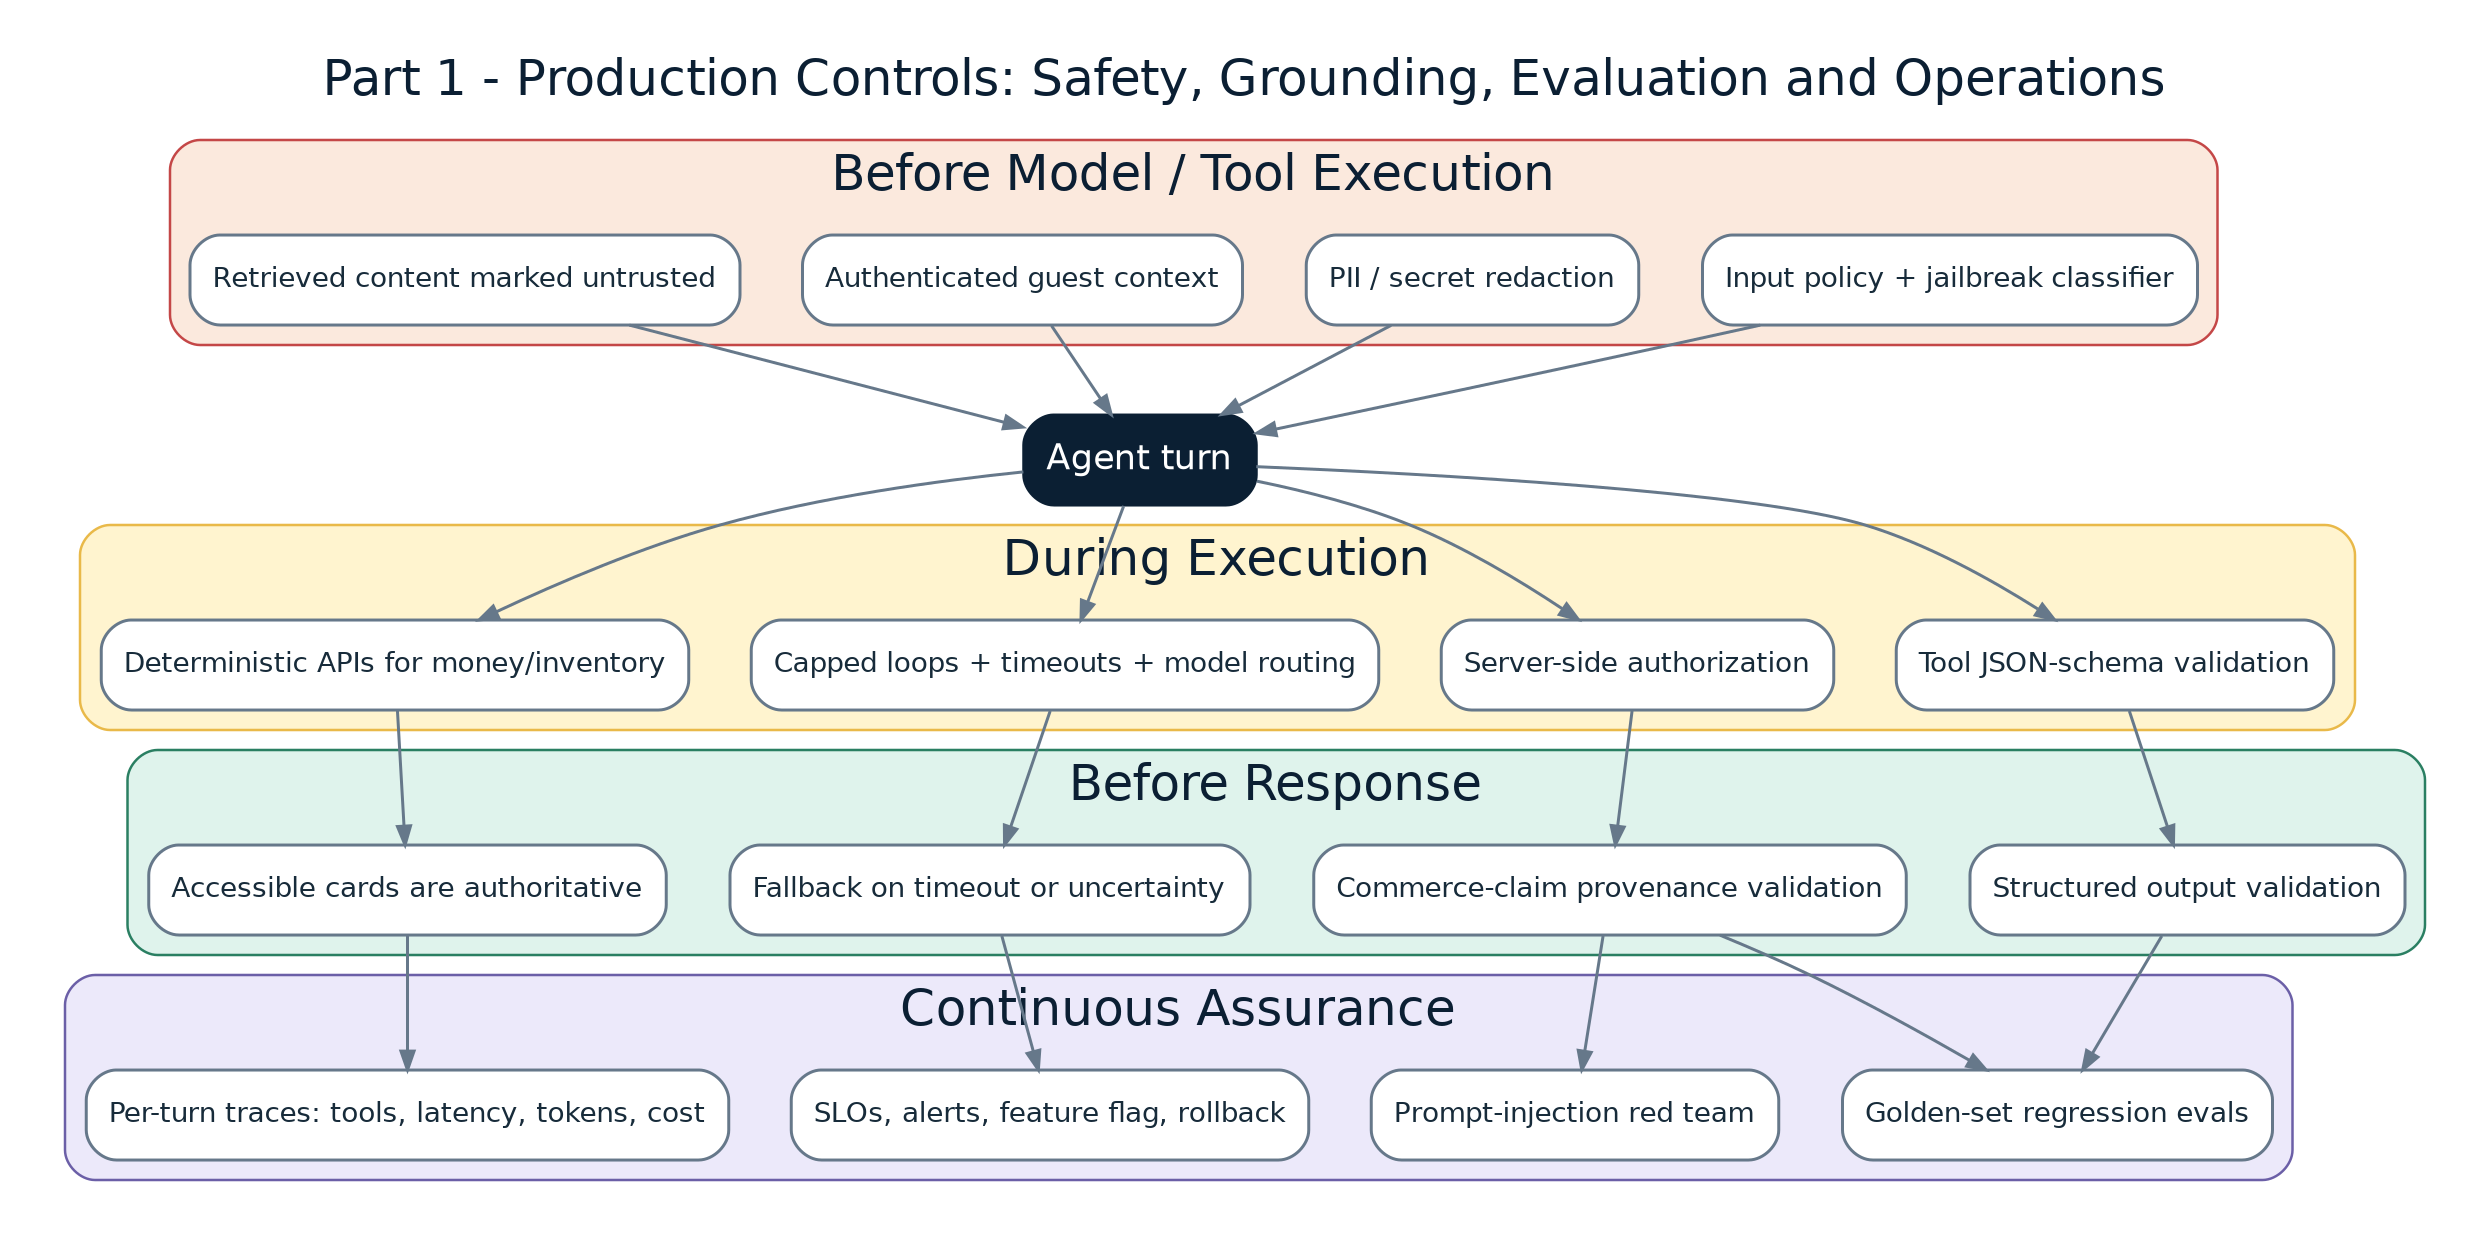 Part 1 - Production Controls: Safety, Grounding, Evaluation and Operations
Before Model / Tool Execution
Retrieved content marked untrusted
Authenticated guest context
PII / secret redaction
Input policy + jailbreak classifier
Agent turn
During Execution
Deterministic APIs for money/inventory
Capped loops + timeouts + model routing
Server-side authorization
Tool JSON-schema validation
Before Response
Accessible cards are authoritative
Fallback on timeout or uncertainty
Commerce-claim provenance validation
Structured output validation
Continuous Assurance
Per-turn traces: tools, latency, tokens, cost
SLOs, alerts, feature flag, rollback
Prompt-injection red team
Golden-set regression evals